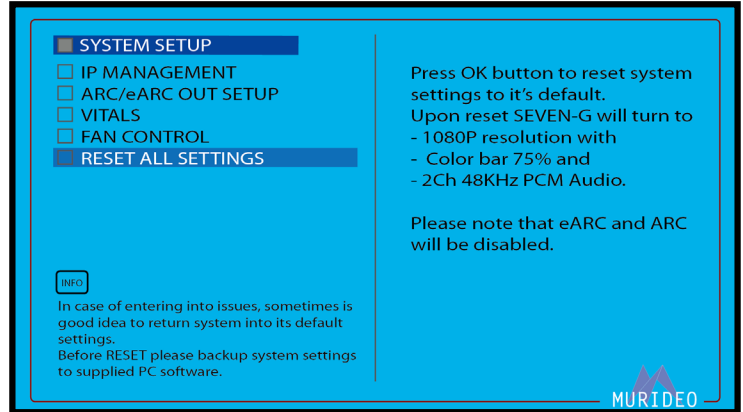 SYSTEM SETUP
IP MANAGEMENT
ARC/eARC OUT SETUP
VITALS
FAN CONTROL
RESET ALL SETTINGS
INFO
In case of entering into issues, sometimes is
good idea to return system into its default
settings.
Before RESET please backup system settings
to supplied PC software.
Press OK button to reset system
settings to it's default.
Upon reset SEVEN-G will turn to
- 1080P resolution with
- Color bar 75% and
- 2Ch 48KHz PCM Audio.
Please note that eARC and ARC
will be disabled.
MURIDEO